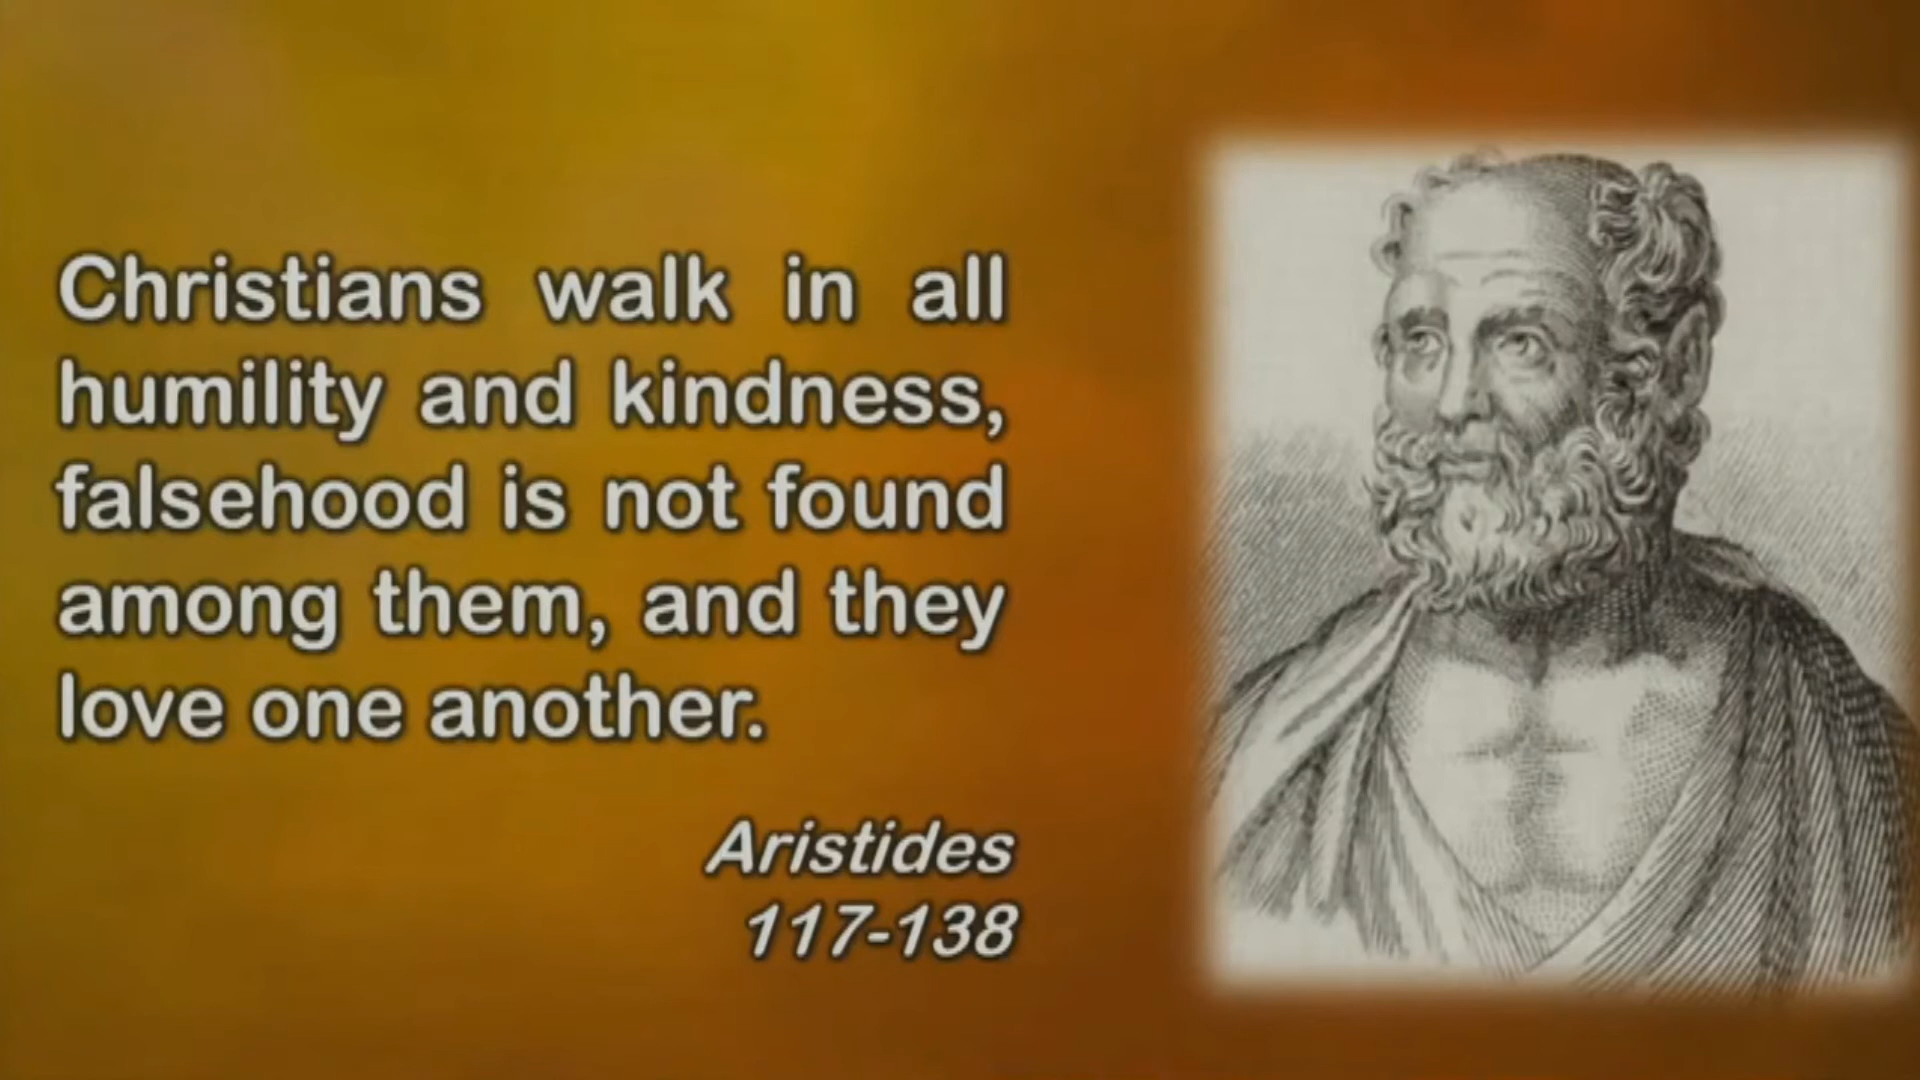 Christians walk in all
humility and kindness,
falsehood is not found
among them, and they
love one another.
Aristides
117-138